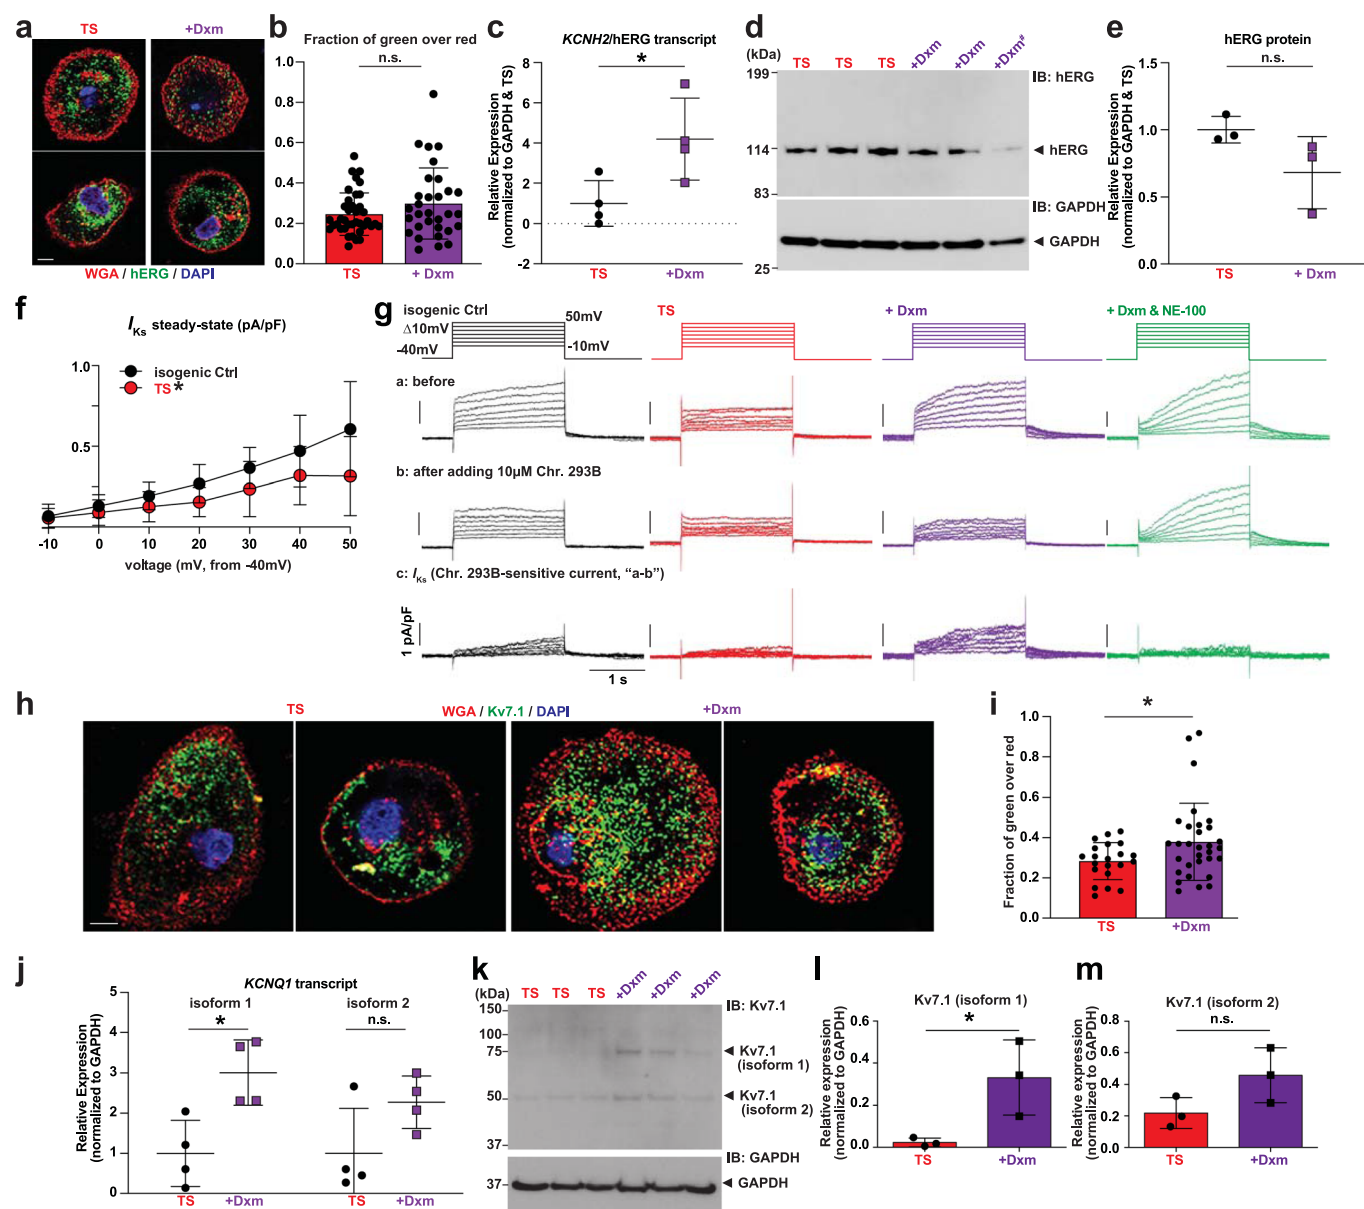 a
TS
+Dxm
WGA / hERG / DAPI
b
Fraction of green over red
n.s.
1.0
0.8
0.6
0.4
0.2
0.0
TS
+ Dxm
c
KCNH2/hERG transcript
*
Relative Expression
(normalized to GAPDH & TS)
8
6
4
2
0
-2
TS
+Dxm
d
(kDa)
TS
TS
TS
+Dxm
+Dxm
+Dxm#
IB: hERG
199
114
83
25
hERG
IB: GAPDH
GAPDH
e
hERG protein
n.s.
Relative Expression
(normalized to GAPDH & TS)
1.5
1.0
0.5
0.0
TS
+ Dxm
f
IKs steady-state (pA/pF)
isogenic Ctrl
TS *
1.0
0.5
-10
0
10
20
30
40
50
voltage (mV, from -40mV)
g
isogenic Ctrl
50mV
Δ10mV
-40mV
-10mV
TS
+ Dxm
+ Dxm & NE-100
a: before
b: after adding 10µM Chr. 293B
c: IKs (Chr. 293B-sensitive current, “a-b”)
1 pA/pF
1 s
h
TS
WGA / Kv7.1 / DAPI
+Dxm
i
*
Fraction of green over red
1.0
0.8
0.6
0.4
0.2
0.0
TS
+Dxm
j
KCNQ1 transcript
isoform 1
isoform 2
*
n.s.
Relative Expression
(normalized to GAPDH)
5
4
3
2
1
0
TS
+Dxm
TS
+Dxm
k
(kDa)
TS
TS
TS
+Dxm
+Dxm
+Dxm
IB: Kv7.1
150
100
75
50
37
Kv7.1
(isoform 1)
Kv7.1
(isoform 2)
IB: GAPDH
37
GAPDH
l
Kv7.1 (isoform 1)
*
Relative expression
(normalized to GAPDH)
0.6
0.4
0.2
0.0
TS
+Dxm
m
Kv7.1 (isoform 2)
n.s.
Relative expression
(normalized to GAPDH)
0.8
0.6
0.4
0.2
0.0
TS
+Dxm